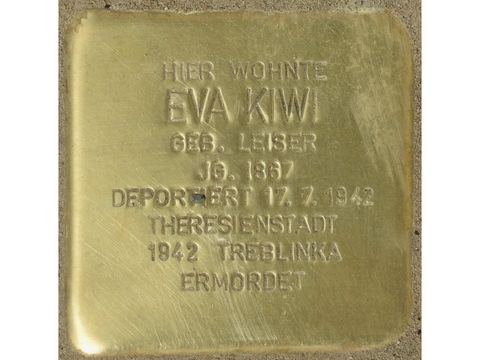 HIER WOHNTE
EVA KIWI
GEB. LEISER
JG. 1867
DEPORTIERT 17. 7. 1942
THERESIENSTADT
1942 TREBLINKA
ERMORDET